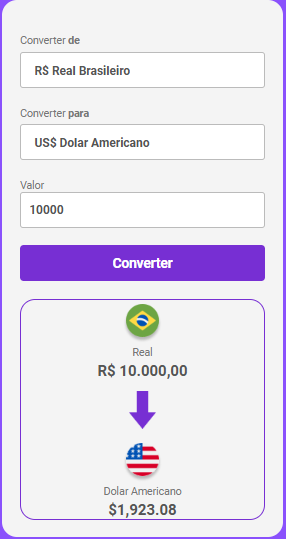 Converter de
R$ Real Brasileiro
Converter para
US$ Dolar Americano
Valor
10000
Converter
Real
R$ 10.000,00
Dolar Americano
$1,923.08